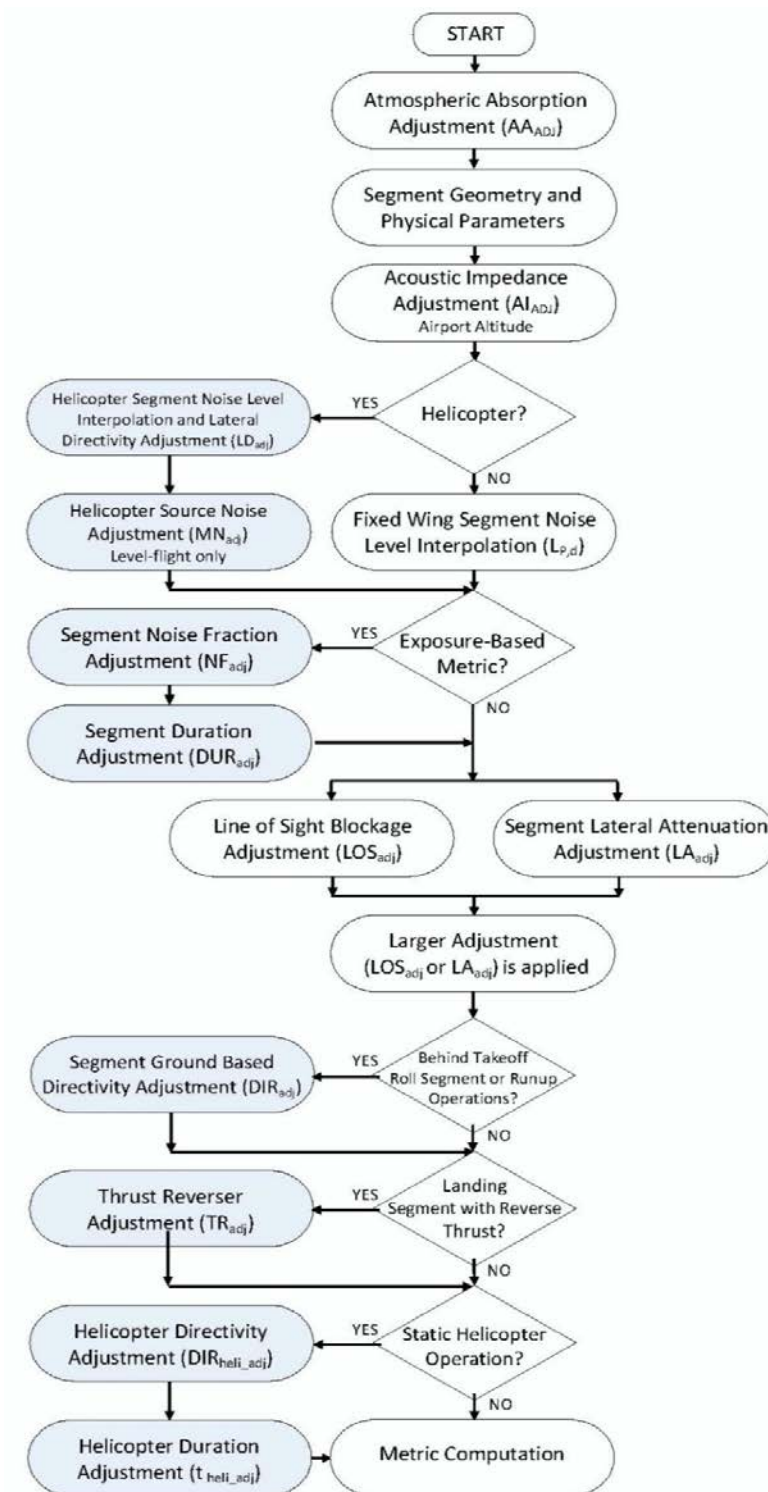 START
Atmospheric Absorption
Adjustment (AA_ADJ)
Segment Geometry and
Physical Parameters
Acoustic Impedance
Adjustment (AI_ADJ)
Airport Altitude
Helicopter?
YES
Helicopter Segment Noise Level
Interpolation and Lateral
Directivity Adjustment (LD_adj)
NO
Helicopter Source Noise
Adjustment (MN_adj)
Level-flight only
Fixed Wing Segment Noise
Level Interpolation (L_P,d)
Exposure-Based
Metric?
YES
Segment Noise Fraction
Adjustment (NF_adj)
NO
Segment Duration
Adjustment (DUR_adj)
Line of Sight Blockage
Adjustment (LOS_adj)
Segment Lateral Attenuation
Adjustment (LA_adj)
Larger Adjustment
(LOS_adj or LA_adj) is applied
Behind Takeoff
Roll Segment or Runup
Operations?
YES
Segment Ground Based
Directivity Adjustment (DIR_adj)
NO
Landing
Segment with Reverse
Thrust?
YES
Thrust Reverser
Adjustment (TR_adj)
NO
Static Helicopter
Operation?
YES
Helicopter Directivity
Adjustment (DIR_heli_adj)
NO
Helicopter Duration
Adjustment (t_heli_adj)
Metric Computation